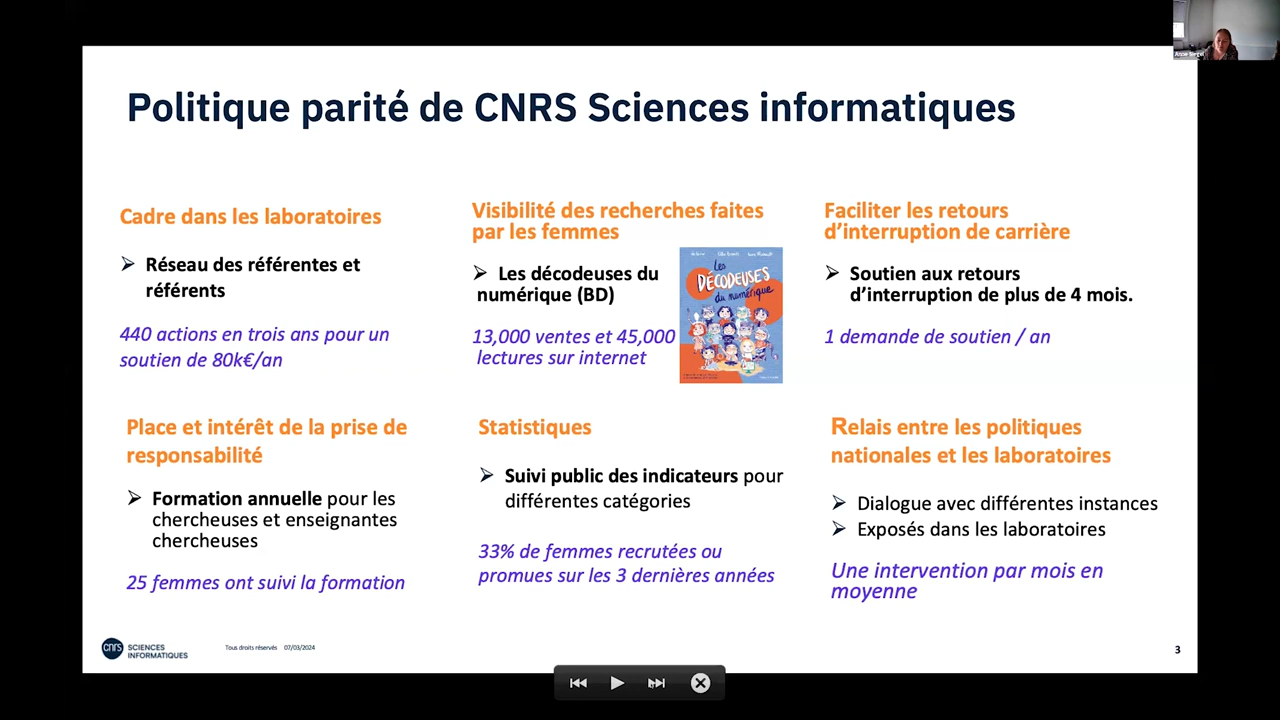 Anne Siegel
Politique parité de CNRS Sciences informatiques
Cadre dans les laboratoires
➢ Réseau des référentes et
référents
440 actions en trois ans pour un
soutien de 80k€/an
Visibilité des recherches faites
par les femmes
➢ Les décodeuses du
numérique (BD)
13,000 ventes et 45,000
lectures sur internet
Les
DÉCODEUSES
du numérique
Faciliter les retours
d’interruption de carrière
➢ Soutien aux retours
d’interruption de plus de 4 mois.
1 demande de soutien / an
Place et intérêt de la prise de
responsabilité
➢ Formation annuelle pour les
chercheuses et enseignantes
chercheuses
25 femmes ont suivi la formation
Statistiques
➢ Suivi public des indicateurs pour
différentes catégories
33% de femmes recrutées ou
promues sur les 3 dernières années
Relais entre les politiques
nationales et les laboratoires
➢ Dialogue avec différentes instances
➢ Exposés dans les laboratoires
Une intervention par mois en
moyenne
cnrs SCIENCES
INFORMATIQUES
Tous droits réservés 07/03/2024
3